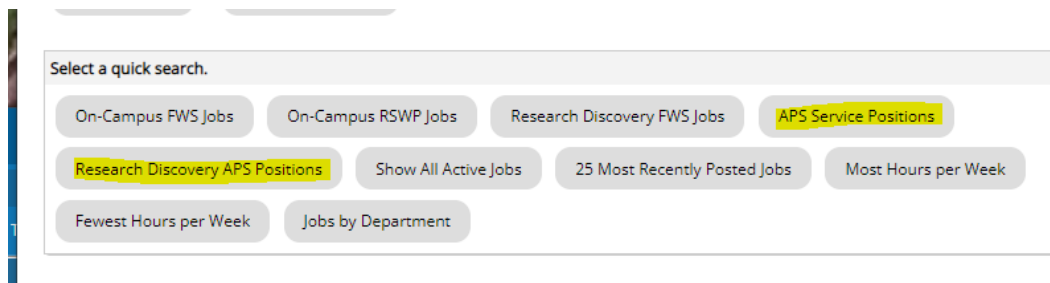 Select a quick search.
On-Campus FWS Jobs On-Campus RSWP Jobs Research Discovery FWS Jobs APS Service Positions
Research Discovery APS Positions Show All Active Jobs 25 Most Recently Posted Jobs Most Hours per Week
Fewest Hours per Week Jobs by Department
T